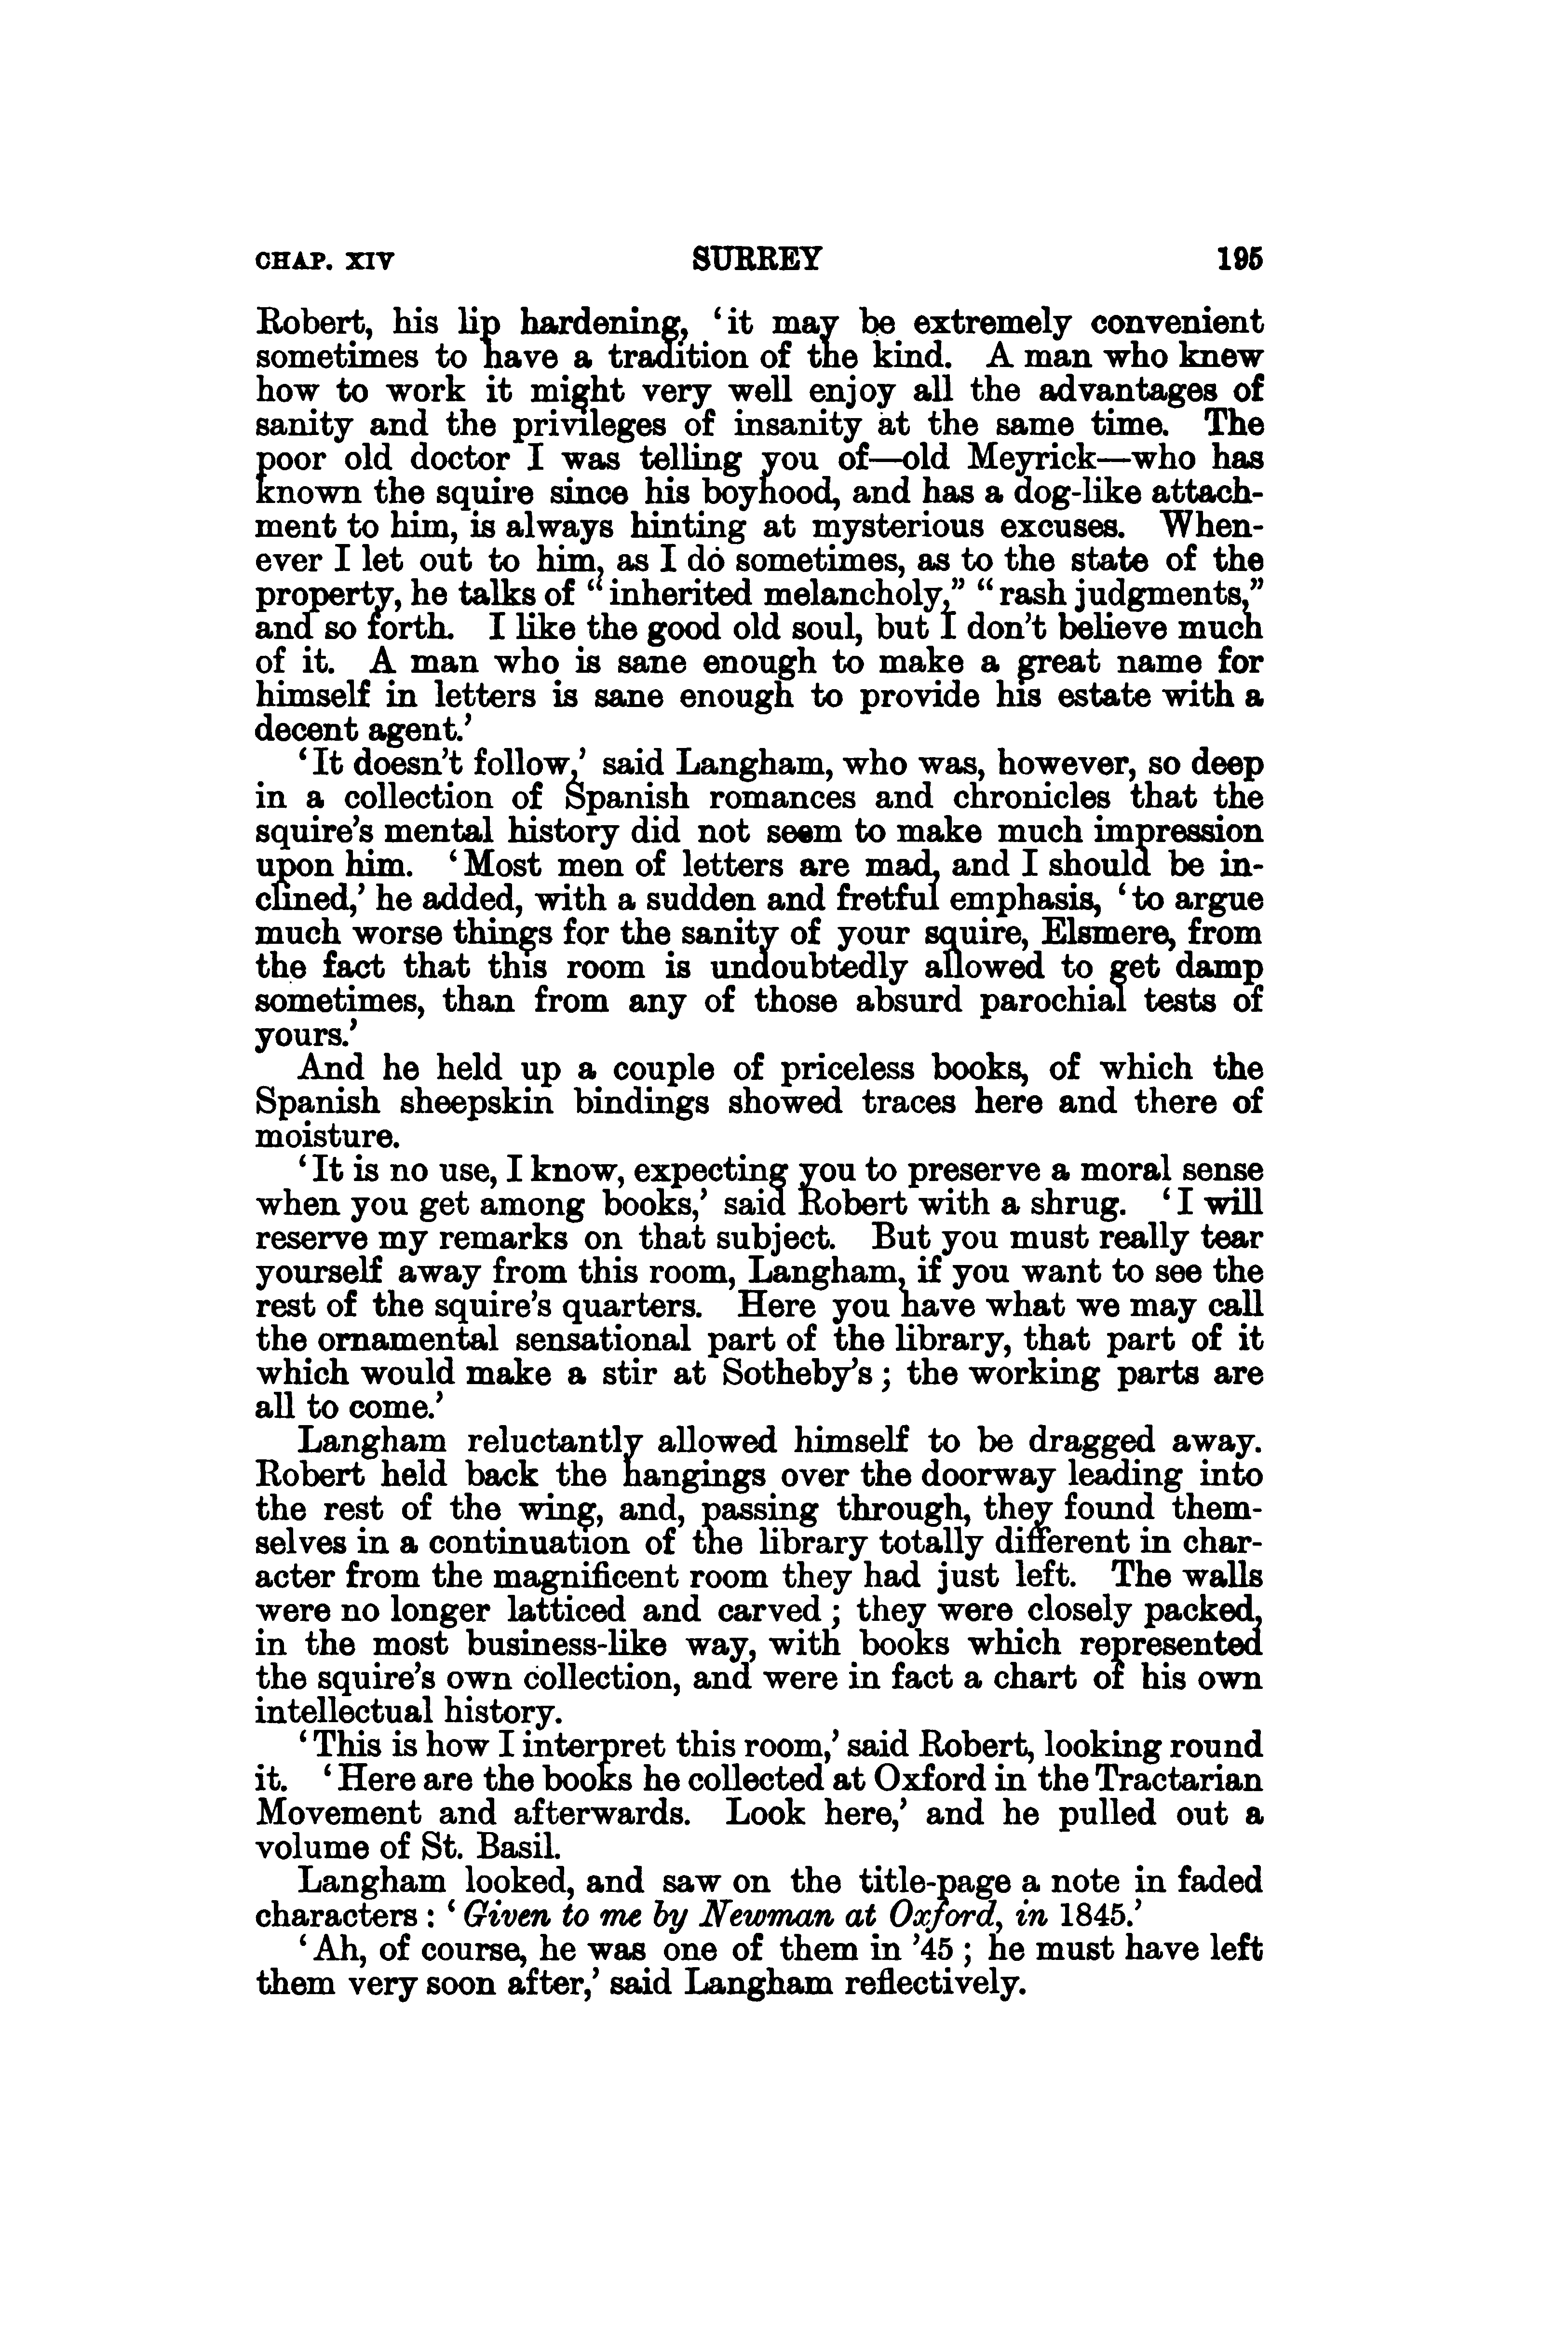 CHAP. XIV SURREY 195
Robert, his lip hardening, ‘it may be extremely convenient
sometimes to have a tradition of the kind. A man who knew
how to work it might very well enjoy all the advantages of
sanity and the privileges of insanity at the same time. The
poor old doctor I was telling you of—old Meyrick—who has
known the squire since his boyhood, and has a dog-like attach-
ment to him, is always hinting at mysterious excuses. When-
ever I let out to him, as I do sometimes, as to the state of the
property, he talks of “inherited melancholy,” “rash judgments,”
and so forth. I like the good old soul, but I don’t believe much
of it. A man who is sane enough to make a great name for
himself in letters is sane enough to provide his estate with a
decent agent.’
‘It doesn’t follow,’ said Langham, who was, however, so deep
in a collection of Spanish romances and chronicles that the
squire’s mental history did not seem to make much impression
upon him. ‘Most men of letters are mad, and I should be in-
clined,’ he added, with a sudden and fretful emphasis, ‘to argue
much worse things for the sanity of your squire, Elsmere, from
the fact that this room is undoubtedly allowed to get damp
sometimes, than from any of those absurd parochial tests of
yours.’
And he held up a couple of priceless books, of which the
Spanish sheepskin bindings showed traces here and there of
moisture.
‘It is no use, I know, expecting you to preserve a moral sense
when you get among books,’ said Robert with a shrug. ‘I will
reserve my remarks on that subject. But you must really tear
yourself away from this room, Langham, if you want to see the
rest of the squire’s quarters. Here you have what we may call
the ornamental sensational part of the library, that part of it
which would make a stir at Sotheby’s; the working parts are
all to come.’
Langham reluctantly allowed himself to be dragged away.
Robert held back the hangings over the doorway leading into
the rest of the wing, and, passing through, they found them-
selves in a continuation of the library totally different in char-
acter from the magnificent room they had just left. The walls
were no longer latticed and carved; they were closely packed,
in the most business-like way, with books which represented
the squire’s own collection, and were in fact a chart of his own
intellectual history.
‘This is how I interpret this room,’ said Robert, looking round
it. ‘Here are the books he collected at Oxford in the Tractarian
Movement and afterwards. Look here,’ and he pulled out a
volume of St. Basil.
Langham looked, and saw on the title-page a note in faded
characters: ‘Given to me by Newman at Oxford, in 1845.’
‘Ah, of course, he was one of them in ’45; he must have left
them very soon after,’ said Langham reflectively.